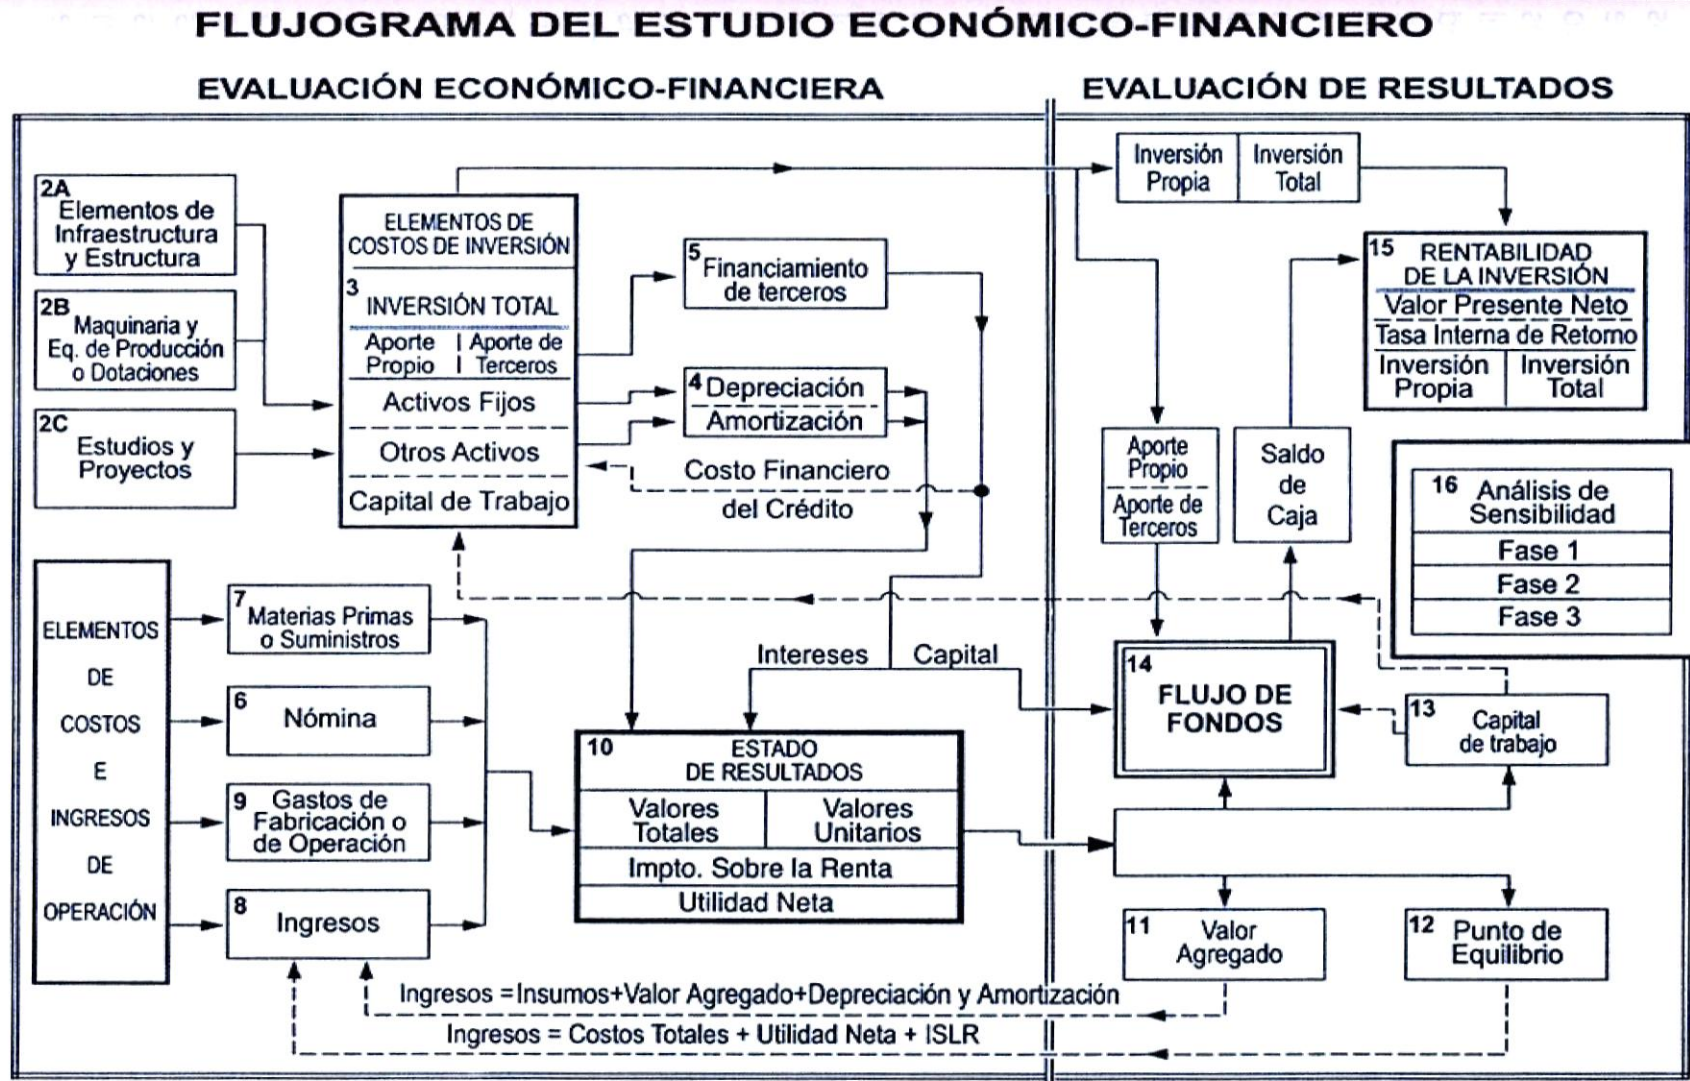 FLUJOGRAMA DEL ESTUDIO ECONÓMICO-FINANCIERO
EVALUACIÓN ECONÓMICO-FINANCIERA
EVALUACIÓN DE RESULTADOS
2A
Elementos de
Infraestructura
y Estructura
2B
Maquinaria y
Eq. de Producción
o Dotaciones
2C
Estudios y
Proyectos
ELEMENTOS DE
COSTOS DE INVERSIÓN
3
INVERSIÓN TOTAL
Aporte
Propio
Aporte de
Terceros
Activos Fijos
Otros Activos
Capital de Trabajo
5
Financiamiento
de terceros
4
Depreciación
Amortización
Costo Financiero
del Crédito
ELEMENTOS
DE
COSTOS
E
INGRESOS
DE
OPERACIÓN
7
Materias Primas
o Suministros
6
Nómina
9
Gastos de
Fabricación o
de Operación
8
Ingresos
Intereses
Capital
10
ESTADO
DE RESULTADOS
Valores
Totales
Valores
Unitarios
Impto. Sobre la Renta
Utilidad Neta
Ingresos =Insumos+Valor Agregado+Depreciación y Amortización
Ingresos = Costos Totales + Utilidad Neta + ISLR
Inversión
Propia
Inversión
Total
15
RENTABILIDAD
DE LA INVERSIÓN
Valor Presente Neto
Tasa Interna de Retorno
Inversión
Propia
Inversión
Total
Aporte
Propio
Aporte de
Terceros
Saldo
de
Caja
16
Análisis de
Sensibilidad
Fase 1
Fase 2
Fase 3
14
FLUJO DE
FONDOS
13
Capital
de trabajo
11
Valor
Agregado
12
Punto de
Equilibrio